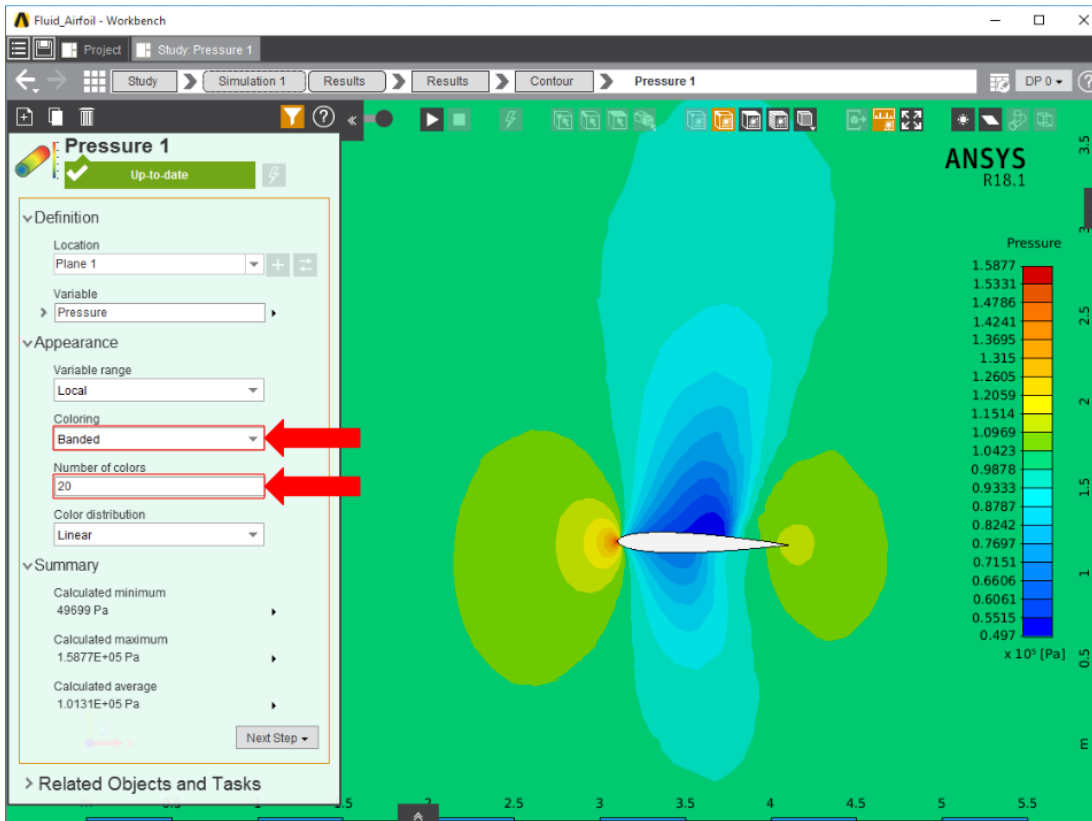 Fluid_Airfoil - Workbench
Project
Study: Pressure 1
Study
Simulation 1
Results
Results
Contour
Pressure 1
DP 0
Pressure 1
Up-to-date
Definition
Location
Plane 1
Variable
Pressure
Appearance
Variable range
Local
Coloring
Banded
Number of colors
20
Color distribution
Linear
Summary
Calculated minimum
49699 Pa
Calculated maximum
1.5877E+05 Pa
Calculated average
1.0131E+05 Pa
Next Step
Related Objects and Tasks
ANSYS
R18.1
Pressure
1.5877
1.5331
1.4786
1.4241
1.3695
1.315
1.2605
1.2059
1.1514
1.0969
1.0423
0.9878
0.9333
0.8787
0.8242
0.7697
0.7151
0.6606
0.6061
0.5515
0.497
x 10⁵ [Pa]
3.5
3
2.5
2
1.5
1
0.5
m
1.5
2
2.5
3
3.5
4
4.5
5
5.5